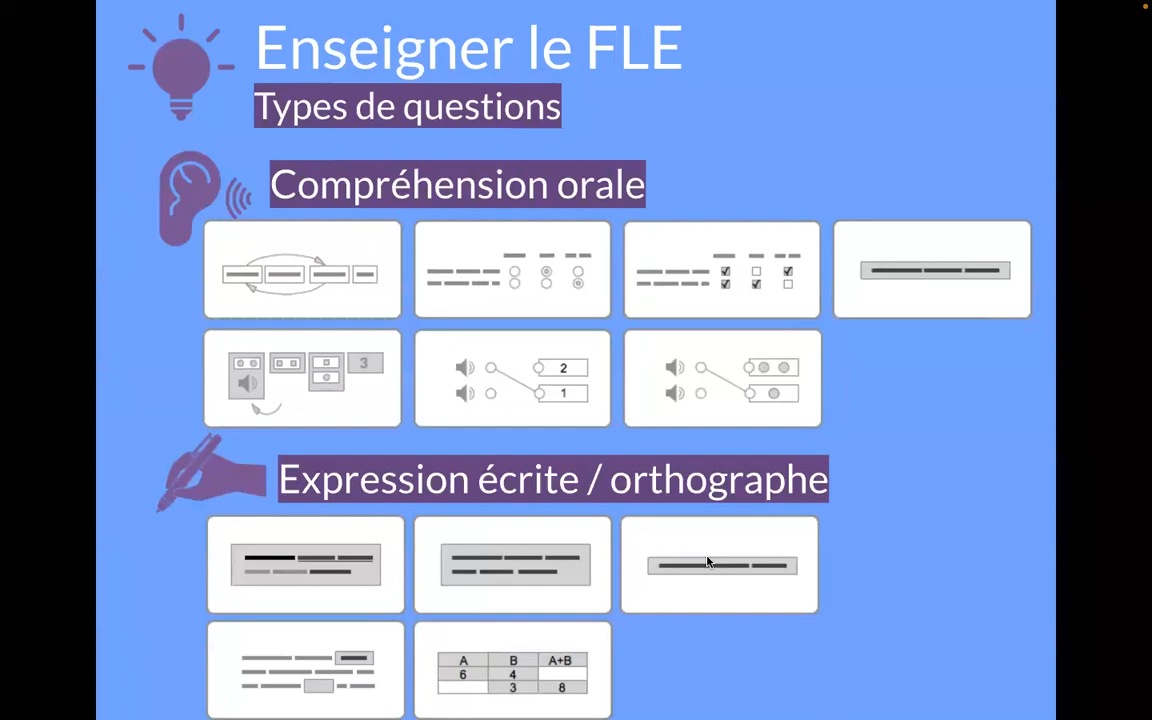 Enseigner le FLE
Types de questions
Compréhension orale
3
2
1
Expression écrite / orthographe
A B A+B
6 4
3 8